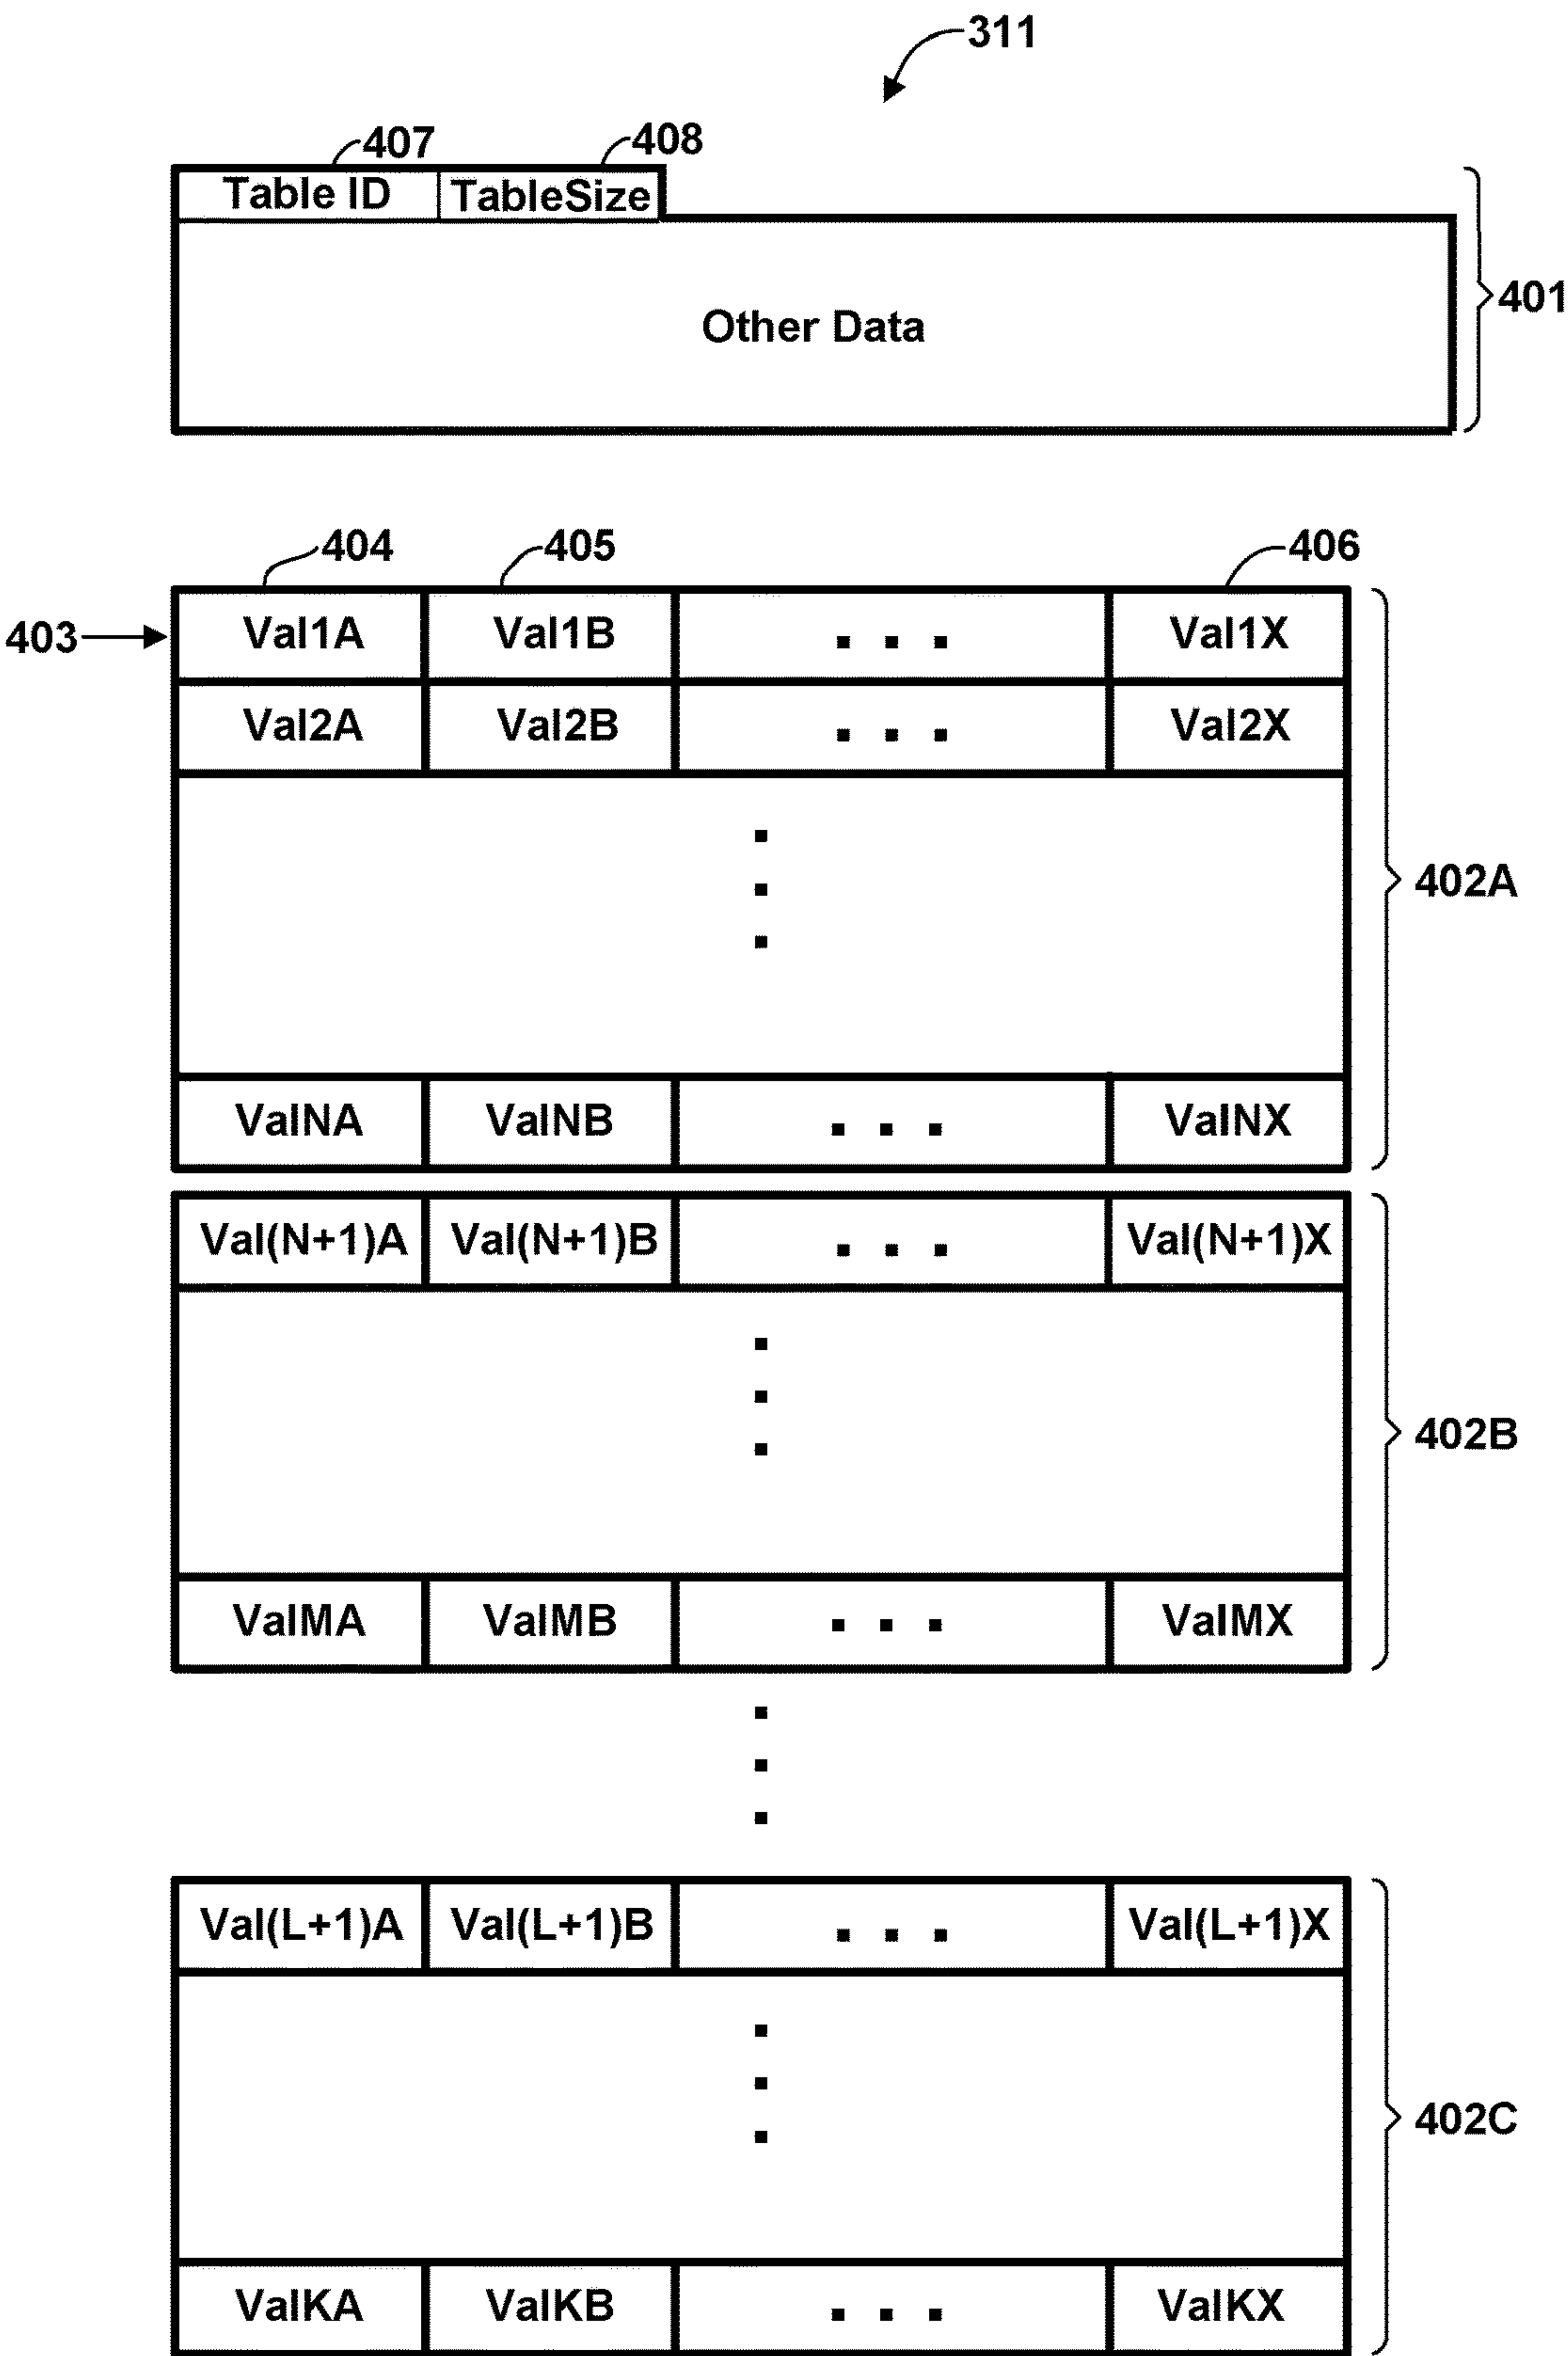 311
407 408
Table ID TableSize
Other Data 401
404 405 406
403 Val1A Val1B . . . Val1X
Val2A Val2B . . . Val2X
.
.
.
402A
ValNA ValNB . . . ValNX
Val(N+1)A Val(N+1)B . . . Val(N+1)X
.
.
.
402B
ValMA ValMB . . . ValMX
.
.
.
Val(L+1)A Val(L+1)B . . . Val(L+1)X
.
.
.
402C
ValKA ValKB . . . ValKX